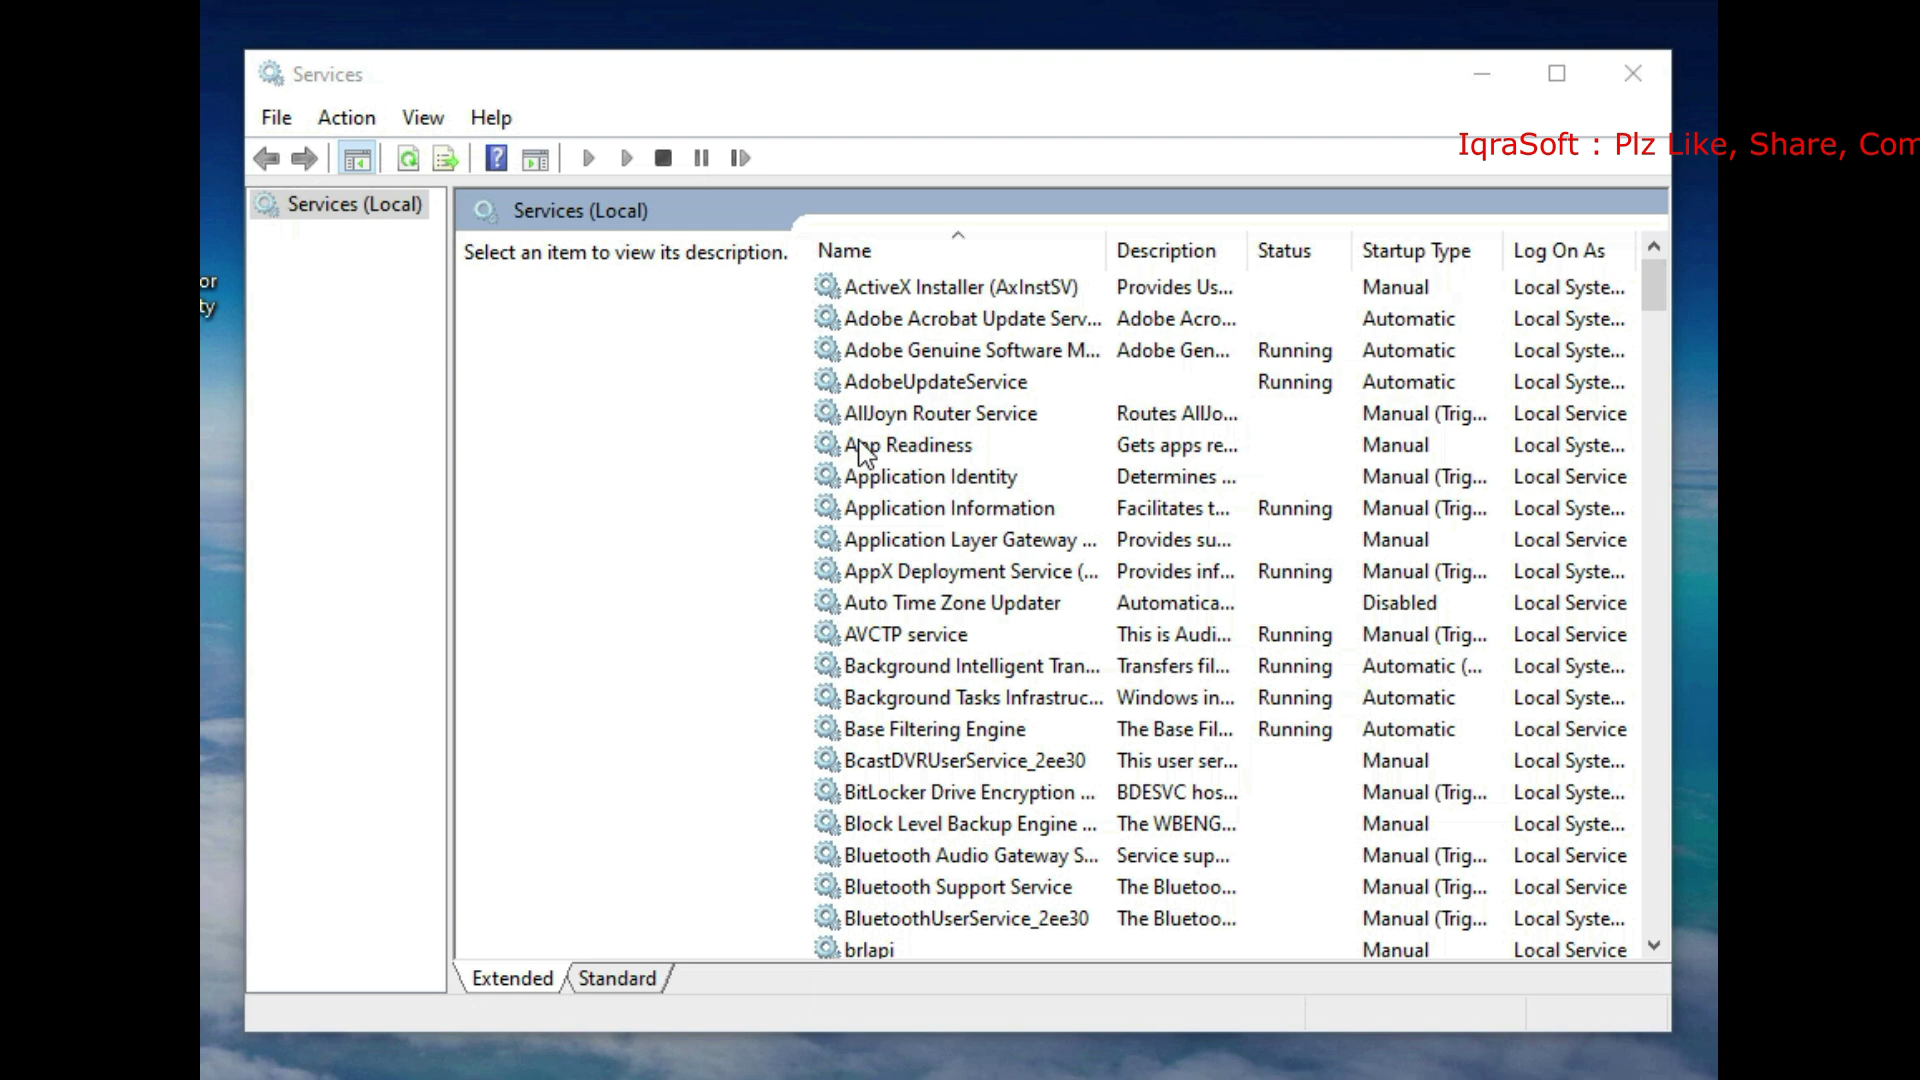 Services
File Action View Help
IqraSoft : Plz Like, Share, Com
Services (Local)
Services (Local)
Select an item to view its description.
Name Description Status Startup Type Log On As
ActiveX Installer (AxInstSV) Provides Us... Manual Local Syste...
Adobe Acrobat Update Serv... Adobe Acro... Automatic Local Syste...
Adobe Genuine Software M... Adobe Gen... Running Automatic Local Syste...
AdobeUpdateService Running Automatic Local Syste...
AllJoyn Router Service Routes AllJo... Manual (Trig... Local Service
App Readiness Gets apps re... Manual Local Syste...
Application Identity Determines ... Manual (Trig... Local Service
Application Information Facilitates t... Running Manual (Trig... Local Syste...
Application Layer Gateway ... Provides su... Manual Local Service
AppX Deployment Service (... Provides inf... Running Manual (Trig... Local Syste...
Auto Time Zone Updater Automatica... Disabled Local Service
AVCTP service This is Audi... Running Manual (Trig... Local Service
Background Intelligent Tran... Transfers fil... Running Automatic (... Local Syste...
Background Tasks Infrastruc... Windows in... Running Automatic Local Syste...
Base Filtering Engine The Base Fil... Running Automatic Local Service
BcastDVRUserService_2ee30 This user ser... Manual Local Syste...
BitLocker Drive Encryption ... BDESVC hos... Manual (Trig... Local Syste...
Block Level Backup Engine ... The WBENG... Manual Local Syste...
Bluetooth Audio Gateway S... Service sup... Manual (Trig... Local Service
Bluetooth Support Service The Bluetoo... Manual (Trig... Local Service
BluetoothUserService_2ee30 The Bluetoo... Manual (Trig... Local Syste...
brlapi Manual Local Service
Extended Standard
or
ty